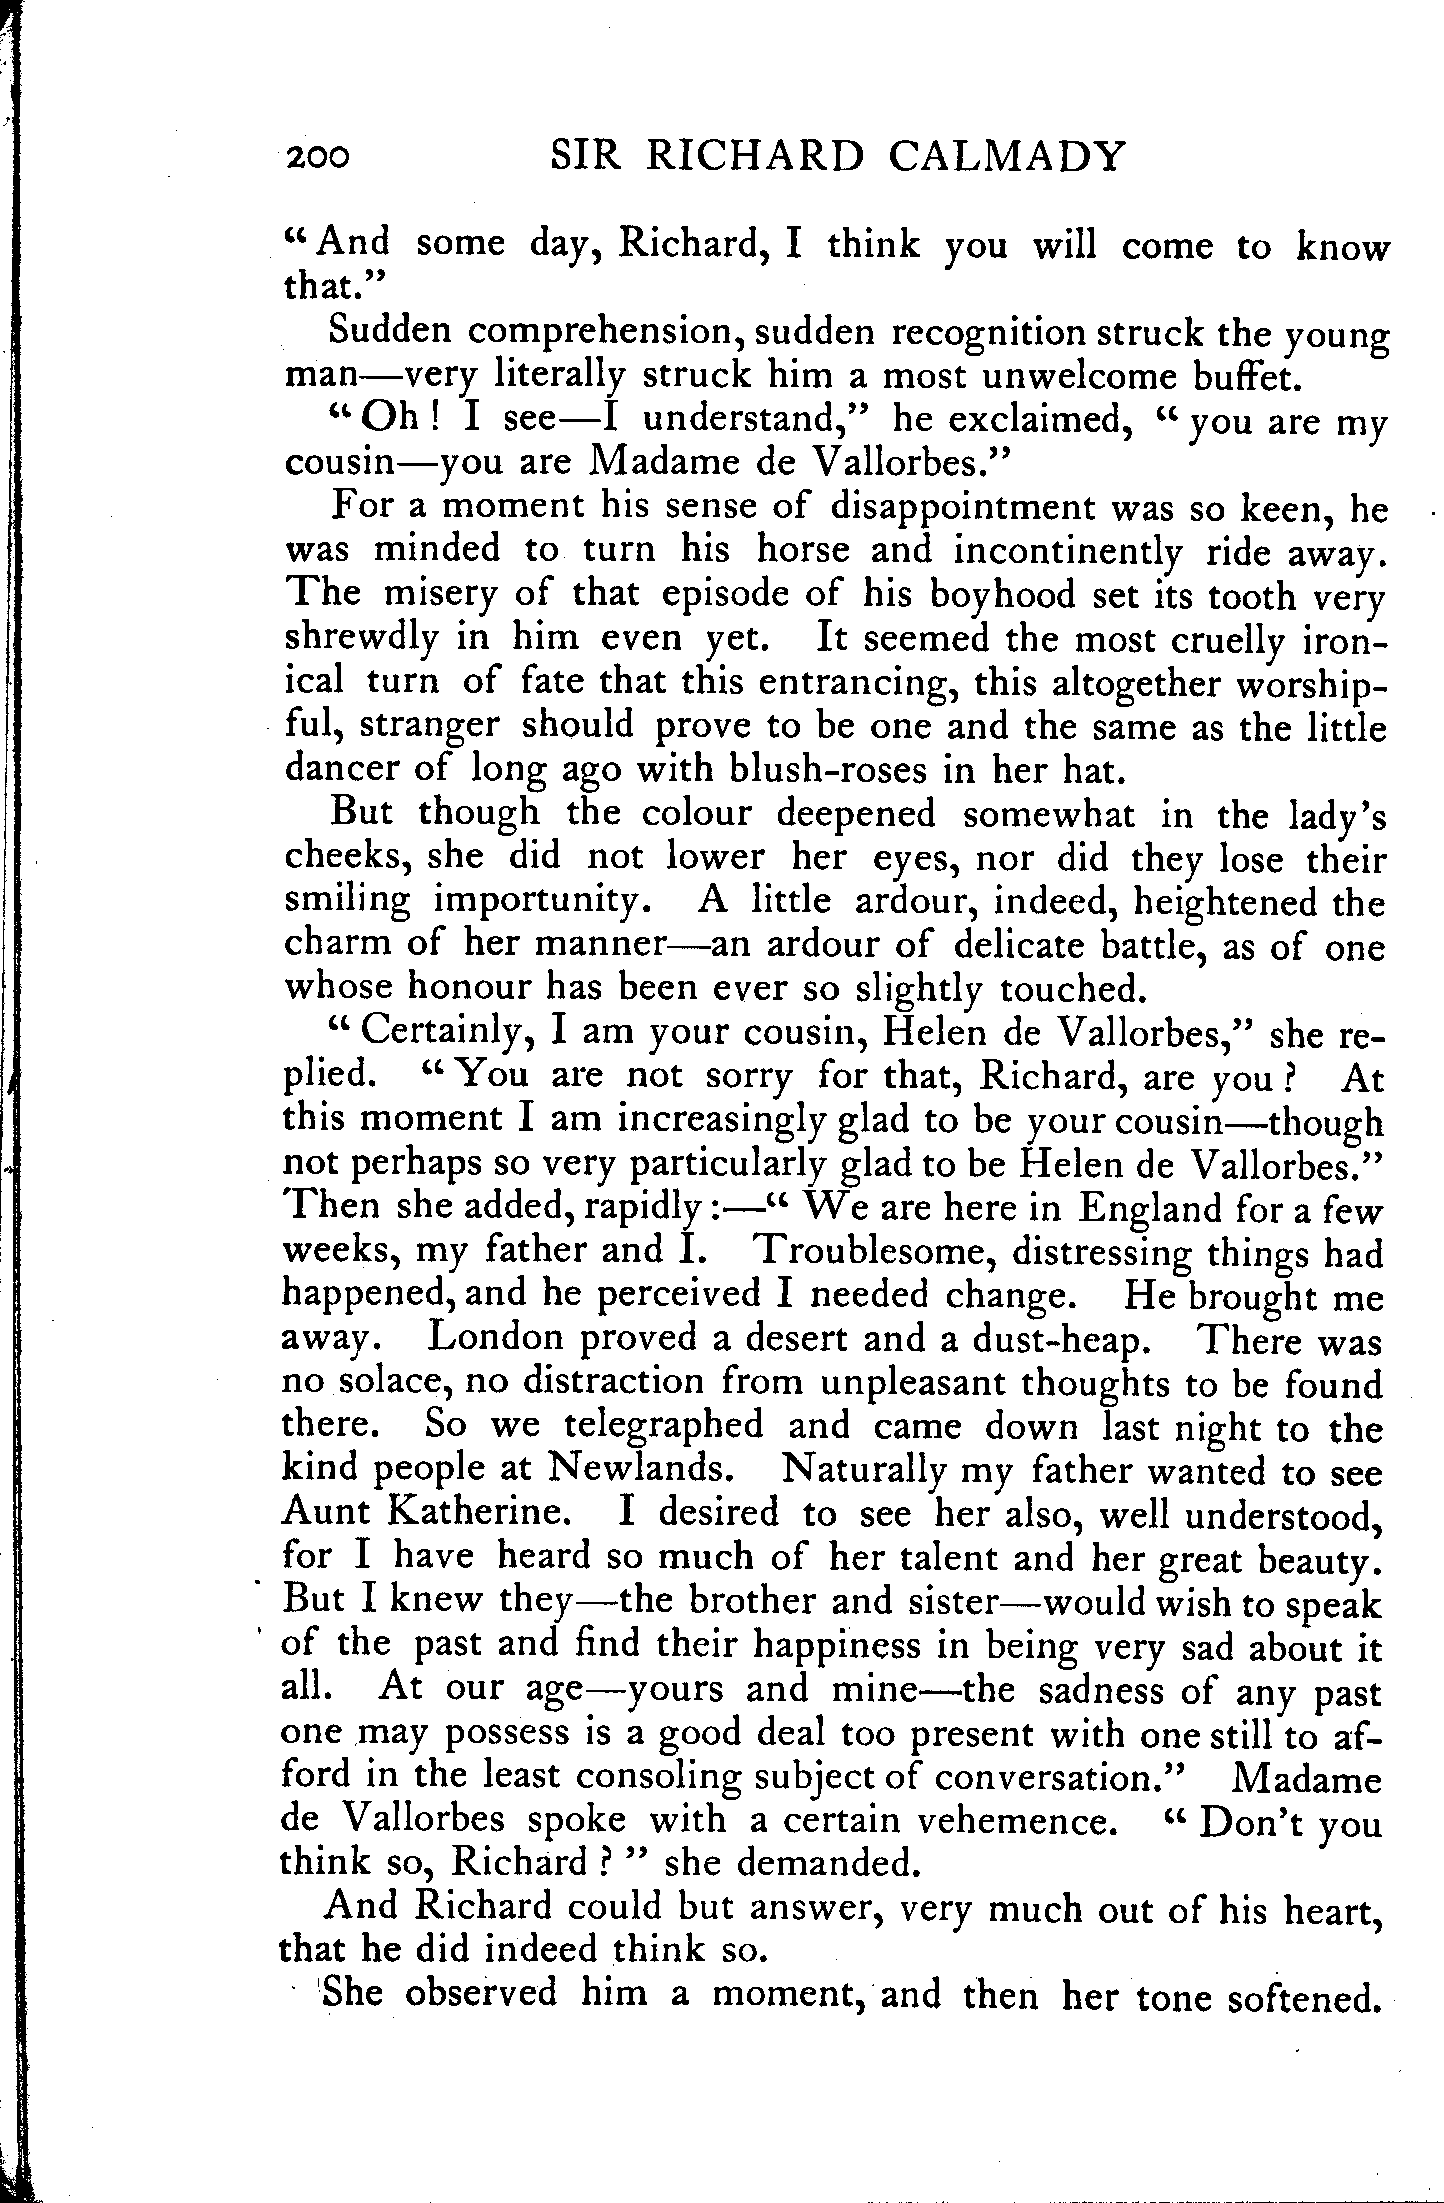 200 SIR RICHARD CALMADY
“ And some day, Richard, I think you will come to know
that.”
Sudden comprehension, sudden recognition struck the young
man—very literally struck him a most unwelcome buffet.
“ Oh ! I see—I understand,” he exclaimed, “ you are my
cousin—you are Madame de Vallorbes.”
For a moment his sense of disappointment was so keen, he
was minded to turn his horse and incontinently ride away.
The misery of that episode of his boyhood set its tooth very
shrewdly in him even yet. It seemed the most cruelly iron-
ical turn of fate that this entrancing, this altogether worship-
ful, stranger should prove to be one and the same as the little
dancer of long ago with blush-roses in her hat.
But though the colour deepened somewhat in the lady’s
cheeks, she did not lower her eyes, nor did they lose their
smiling importunity. A little ardour, indeed, heightened the
charm of her manner—an ardour of delicate battle, as of one
whose honour has been ever so slightly touched.
“ Certainly, I am your cousin, Helen de Vallorbes,” she re-
plied. “ You are not sorry for that, Richard, are you ? At
this moment I am increasingly glad to be your cousin—though
not perhaps so very particularly glad to be Helen de Vallorbes.”
Then she added, rapidly :—“ We are here in England for a few
weeks, my father and I. Troublesome, distressing things had
happened, and he perceived I needed change. He brought me
away. London proved a desert and a dust-heap. There was
no solace, no distraction from unpleasant thoughts to be found
there. So we telegraphed and came down last night to the
kind people at Newlands. Naturally my father wanted to see
Aunt Katherine. I desired to see her also, well understood,
for I have heard so much of her talent and her great beauty.
But I knew they—the brother and sister—would wish to speak
of the past and find their happiness in being very sad about it
all. At our age—yours and mine—the sadness of any past
one may possess is a good deal too present with one still to af-
ford in the least consoling subject of conversation.” Madame
de Vallorbes spoke with a certain vehemence. “ Don’t you
think so, Richard ? ” she demanded.
And Richard could but answer, very much out of his heart,
that he did indeed think so.
She observed him a moment, and then her tone softened.